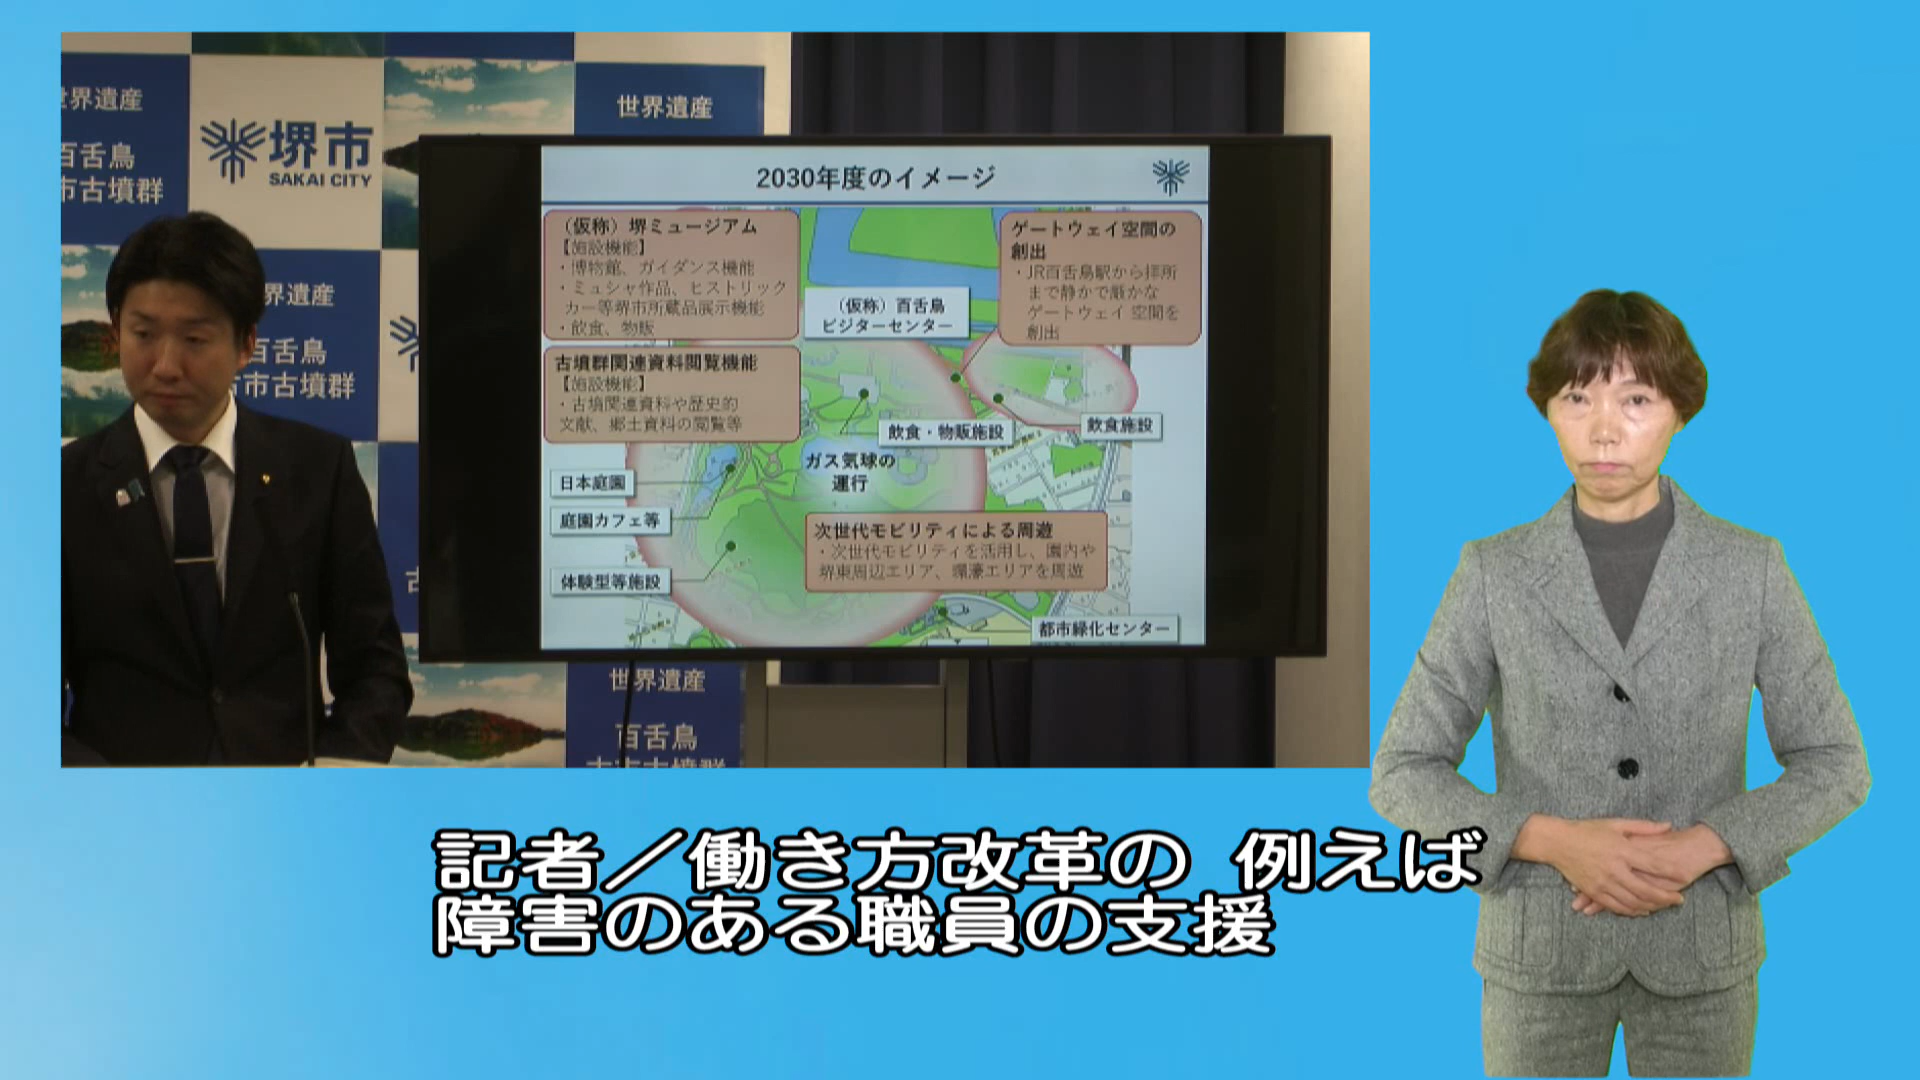 世界遺産
百舌鳥
市古墳群
堺市
SAKAI CITY
世界遺産
界遺産
百舌鳥
市古墳群
2030年度のイメージ
（仮称）堺ミュージアム
【施設機能】
・博物館、ガイダンス機能
・ミュシャ作品、ヒストリック
カー等堺市所蔵品展示機能
・飲食、物販
古墳群関連資料閲覧機能
【施設機能】
・古墳関連資料や歴史的
文献、郷土資料の閲覧等
（仮称）百舌鳥
ビジターセンター
ゲートウェイ空間の
創出
・JR百舌鳥駅から拝所
まで静かで厳かな
ゲートウェイ 空間を
創出
飲食・物販施設
飲食施設
ガス気球の
運行
日本庭園
庭園カフェ等
体験型等施設
次世代モビリティによる周遊
・次世代モビリティを活用し、園内や
堺東周辺エリア、環濠エリアを周遊
都市緑化センター
世界遺産
百舌鳥
記者／働き方改革の 例えば
障害のある職員の支援